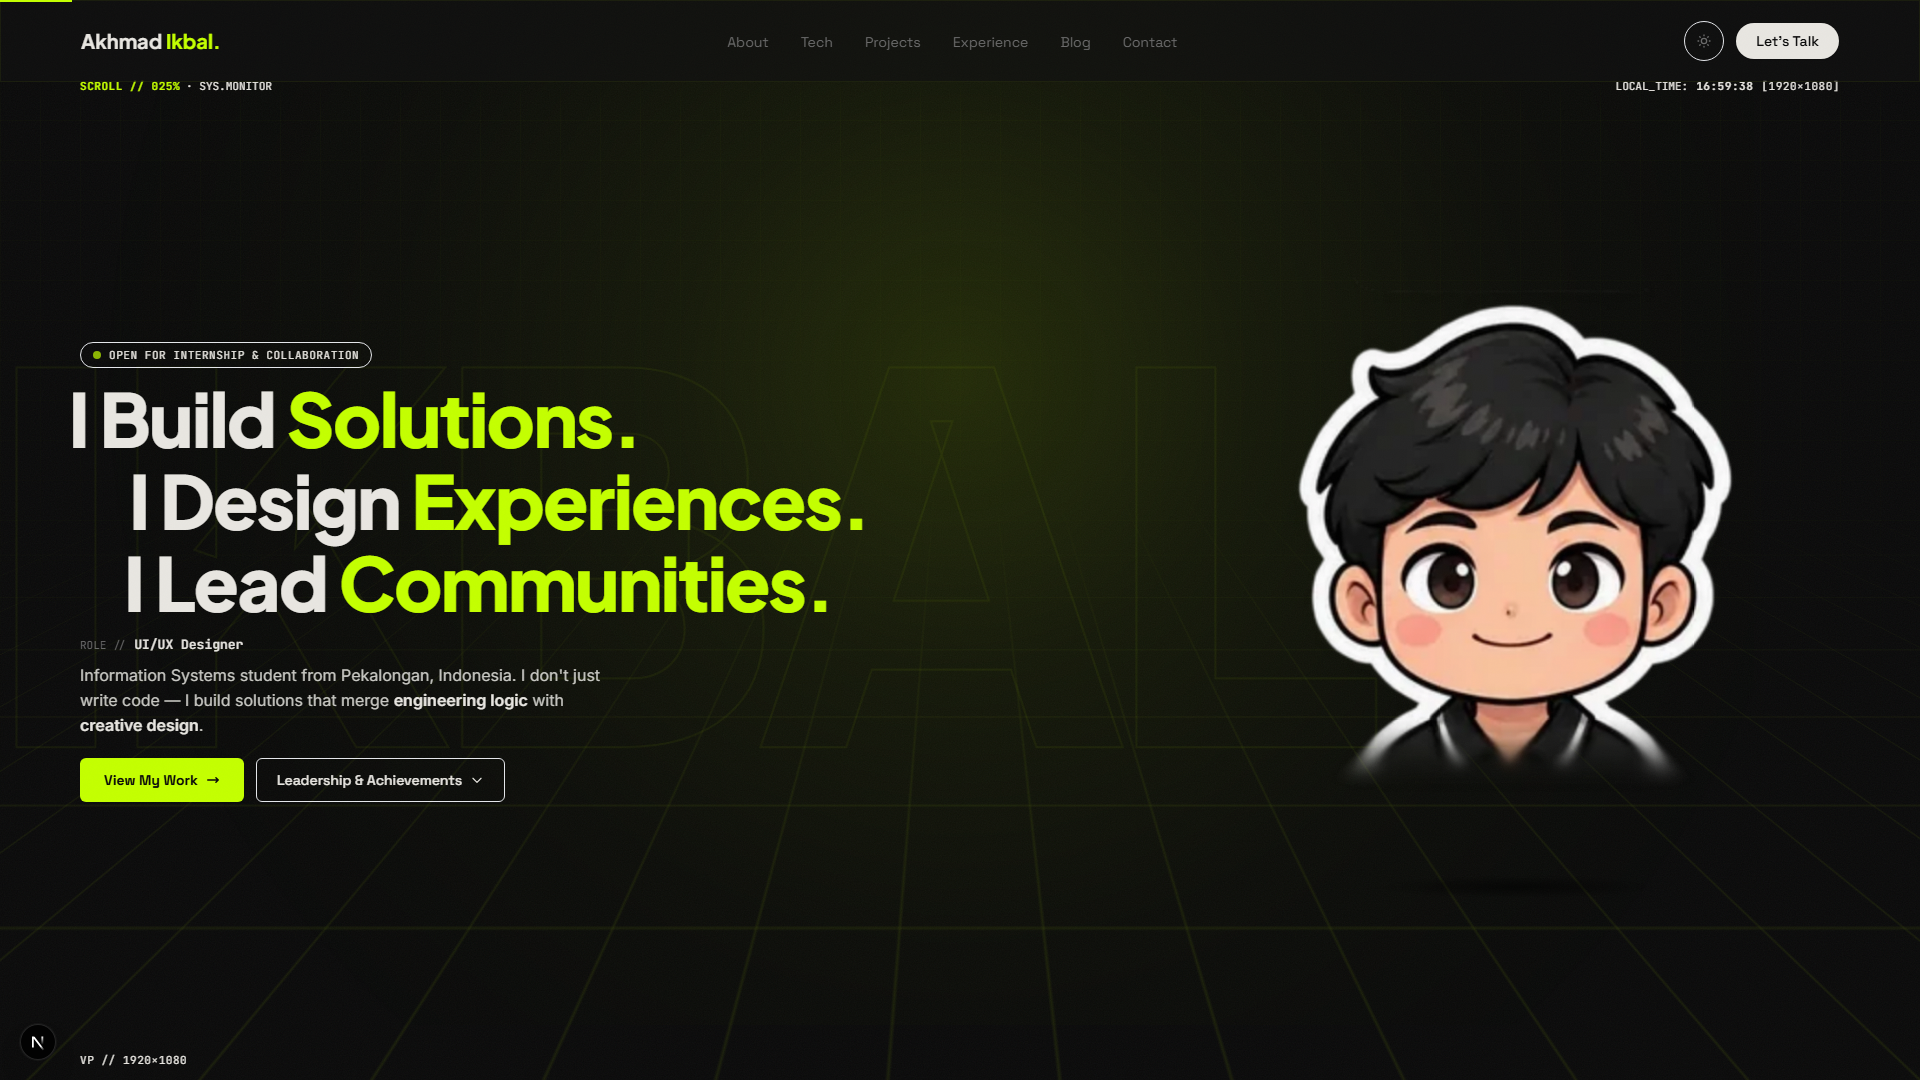 Akhmad Ikbal.
About Tech Projects Experience Blog Contact
Let's Talk
SCROLL // 025% · SYS.MONITOR
LOCAL_TIME: 16:59:38 [1920×1080]
IKBAL
OPEN FOR INTERNSHIP & COLLABORATION
I Build Solutions.
I Design Experiences.
I Lead Communities.
ROLE // UI/UX Designer
Information Systems student from Pekalongan, Indonesia. I don't just
write code — I build solutions that merge engineering logic with
creative design.
View My Work →
Leadership & Achievements
N
VP // 1920×1080